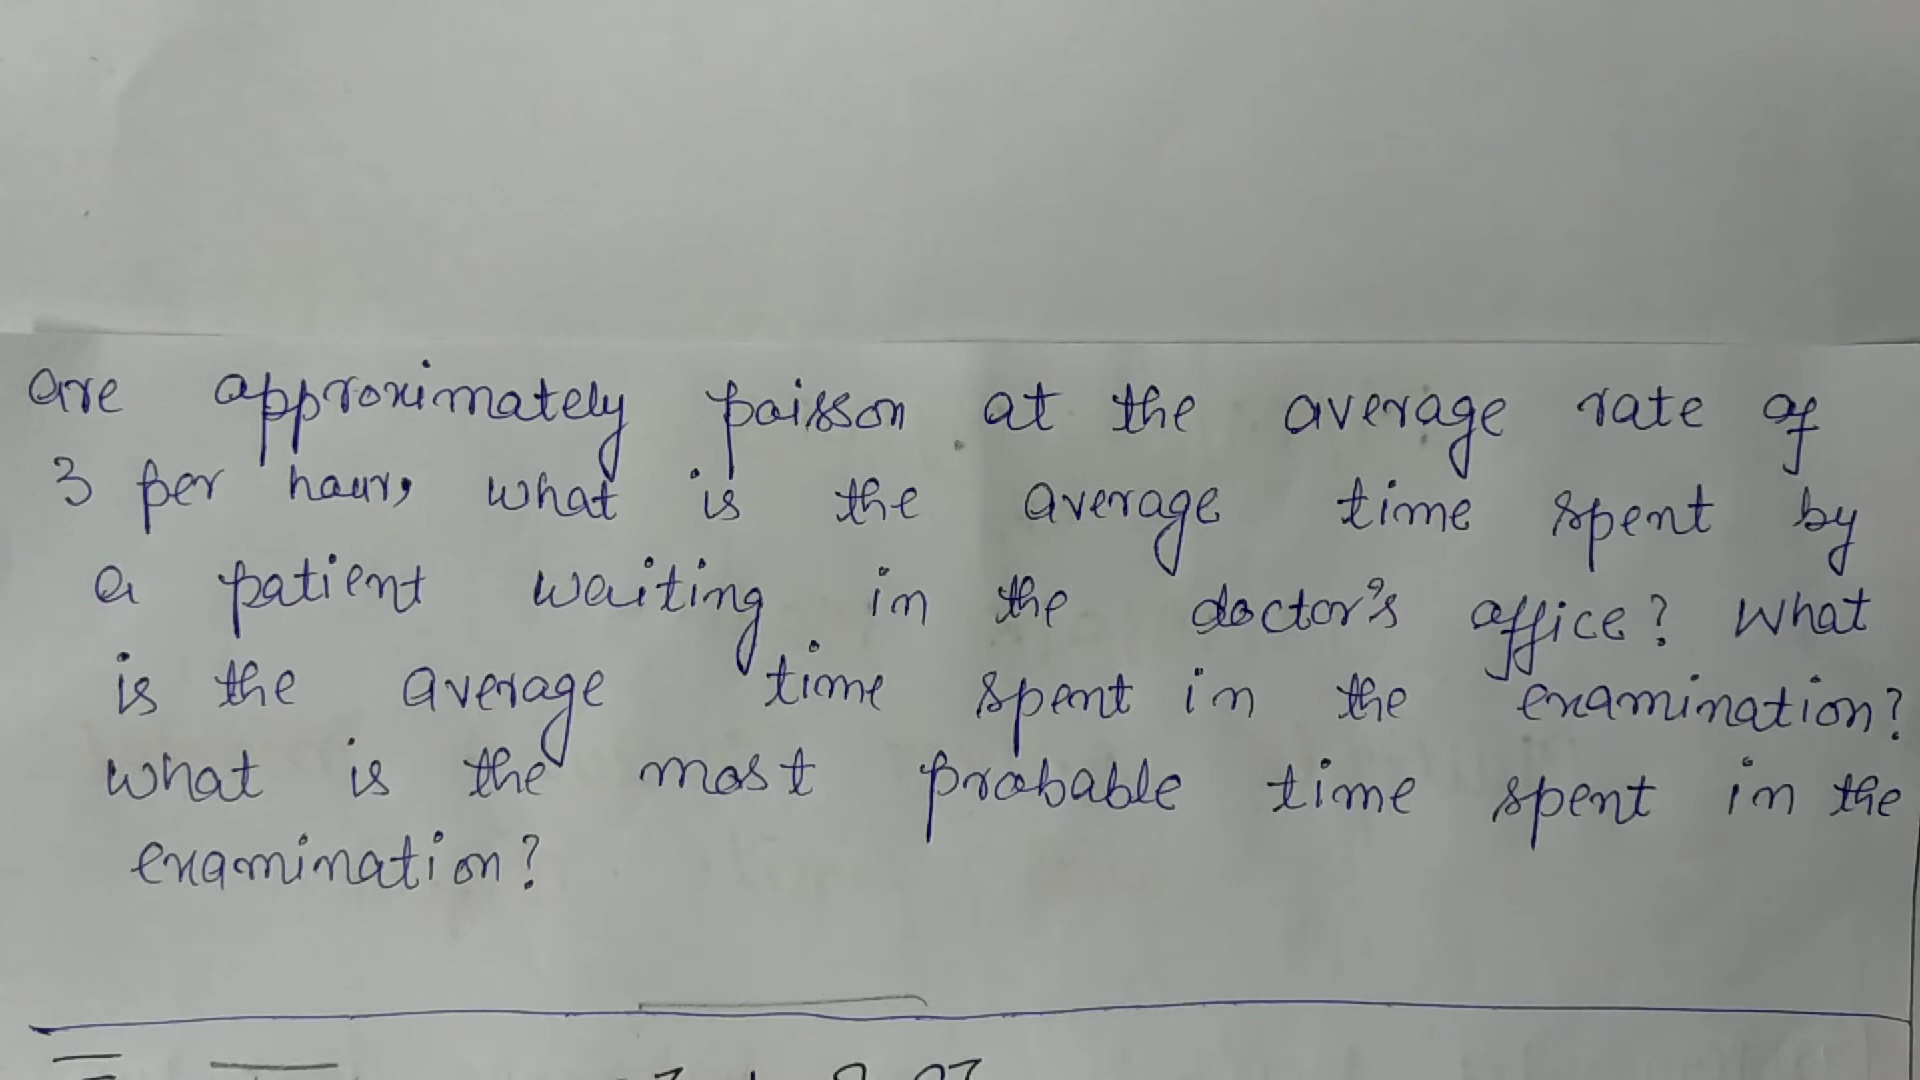 are approximately poisson at the average rate of
3 per hour, what is the average time spent by
a patient waiting in the doctor's office? What
is the average time spent in the examination?
what is the most probable time spent in the
examination?